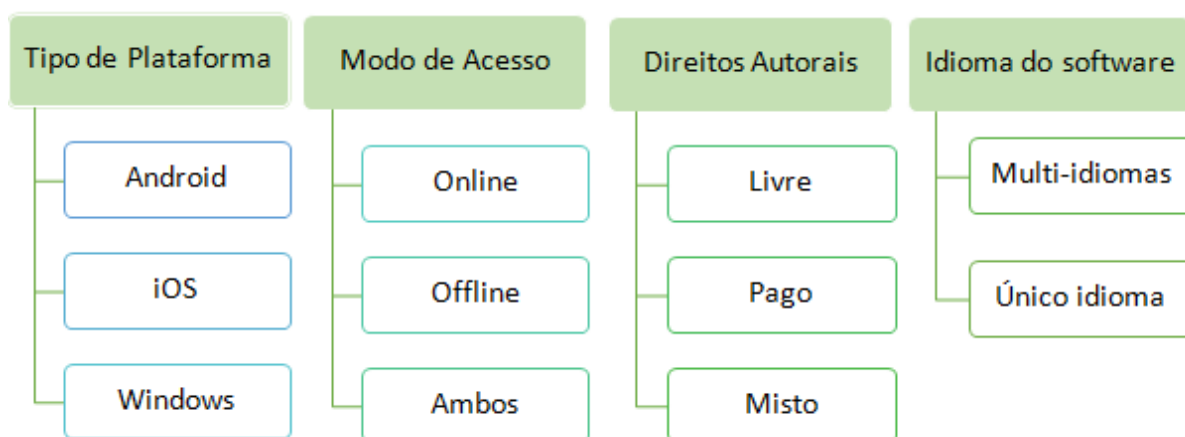 Tipo de Plataforma
Android
iOS
Windows
Modo de Acesso
Online
Offline
Ambos
Direitos Autorais
Livre
Pago
Misto
Idioma do software
Multi-idiomas
Único idioma